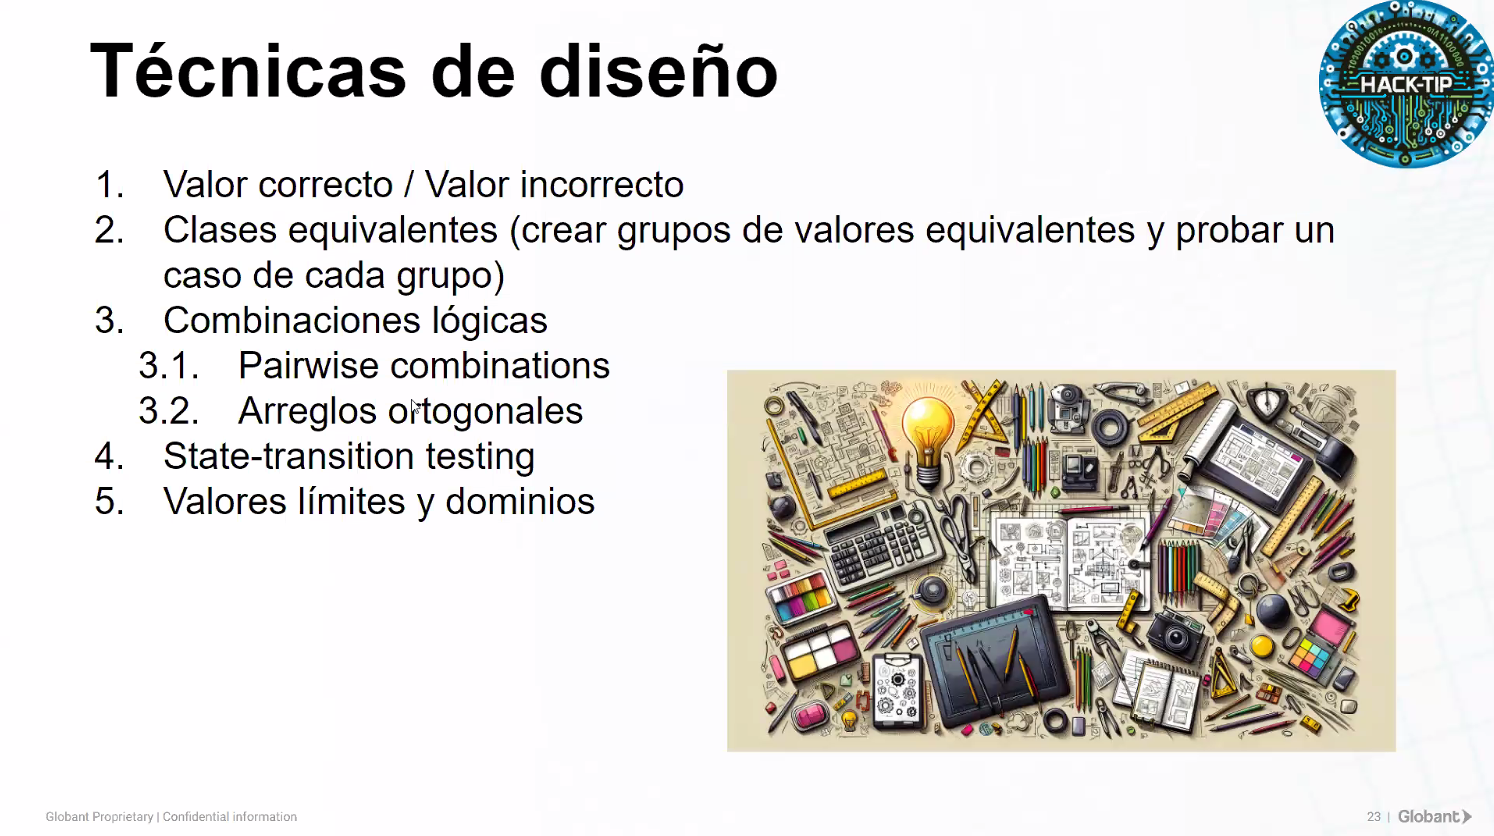 Técnicas de diseño
HACK-TIP
1. Valor correcto / Valor incorrecto
2. Clases equivalentes (crear grupos de valores equivalentes y probar un
caso de cada grupo)
3. Combinaciones lógicas
3.1. Pairwise combinations
3.2. Arreglos ortogonales
4. State-transition testing
5. Valores límites y dominios
Globant Proprietary | Confidential information
23 | Globant